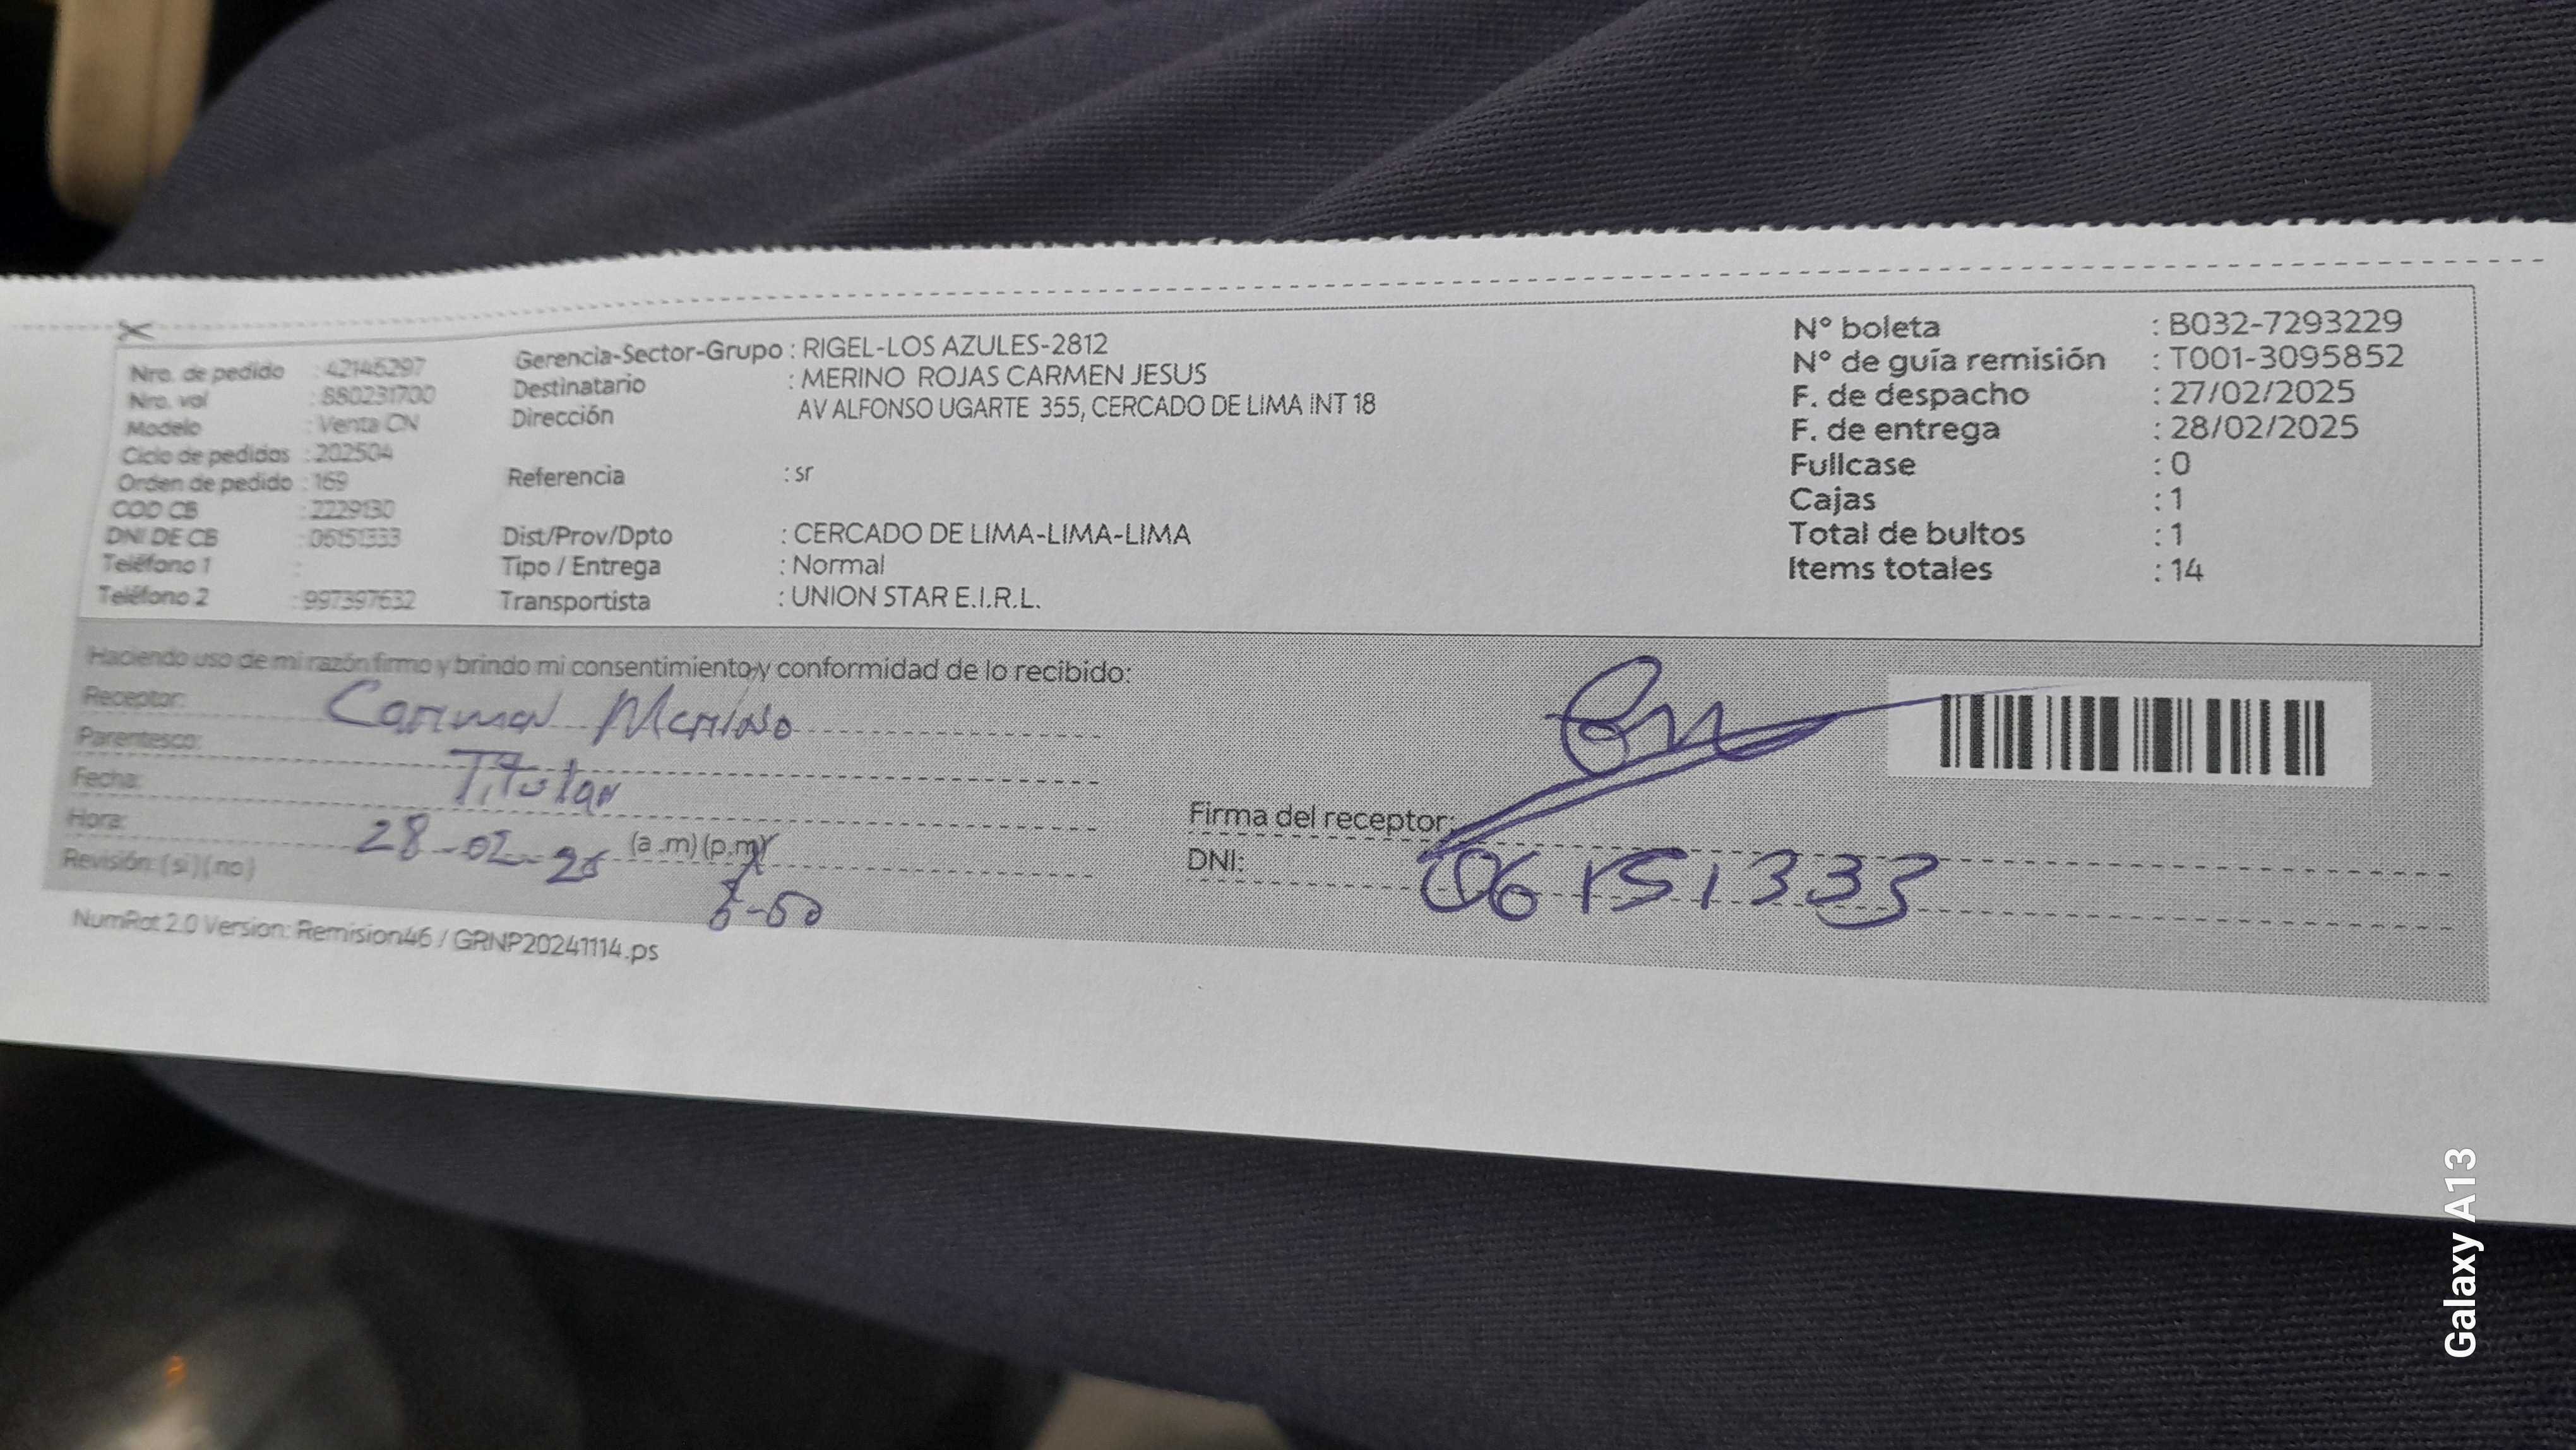 Nro. de pedido : 42146297
Nro. val : 880231700
Modelo : Venta CN
Ciclo de pedidos : 202504
Orden de pedido : 169
COD CB : 2229130
DNI DE CB : 06151333
Teléfono 1 :
Teléfono 2 : 997397632
Gerencia-Sector-Grupo : RIGEL-LOS AZULES-2812
Destinatario : MERINO ROJAS CARMEN JESUS
Dirección AV ALFONSO UGARTE 355, CERCADO DE LIMA INT 18
Referencia : sr
Dist/Prov/Dpto : CERCADO DE LIMA-LIMA-LIMA
Tipo / Entrega : Normal
Transportista : UNION STAR E.I.R.L.
N° boleta : B032-7293229
N° de guía remisión : T001-3095852
F. de despacho : 27/02/2025
F. de entrega : 28/02/2025
Fullcase : 0
Cajas : 1
Total de bultos : 1
Items totales : 14
Haciendo uso de mi razón firmo y brindo mi consentimiento y conformidad de lo recibido:
Receptor: Carmen Merino
Parentesco: Titular
Fecha: 28-02-25
Hora: (a.m) (p.m)
Revisión: (si) (no)
Firma del receptor:
DNI: 06151333
NumRot 2.0 Version: Remision46 / GRNP20241114.ps
Galaxy A13